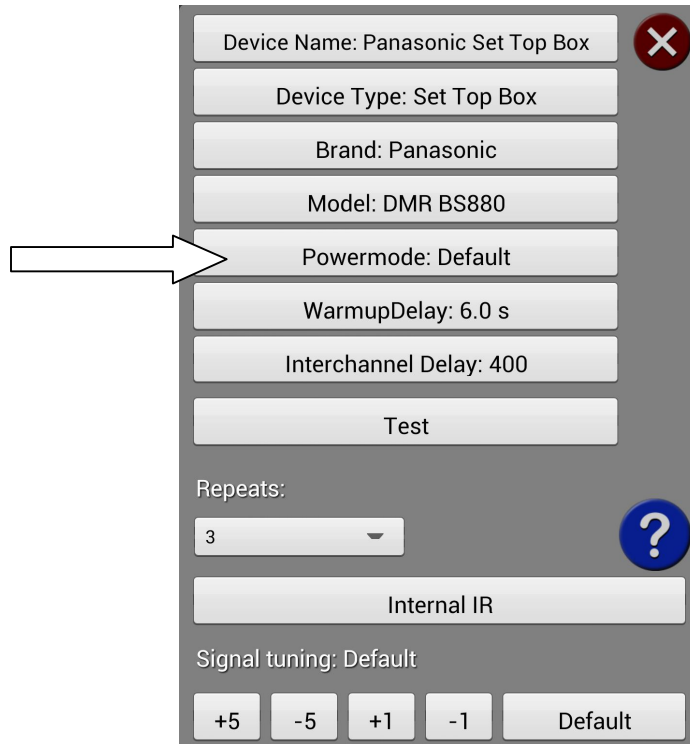 Device Name: Panasonic Set Top Box
Device Type: Set Top Box
Brand: Panasonic
Model: DMR BS880
Powermode: Default
WarmupDelay: 6.0 s
Interchannel Delay: 400
Test
Repeats:
3
?
Internal IR
Signal tuning: Default
+5 -5 +1 -1 Default